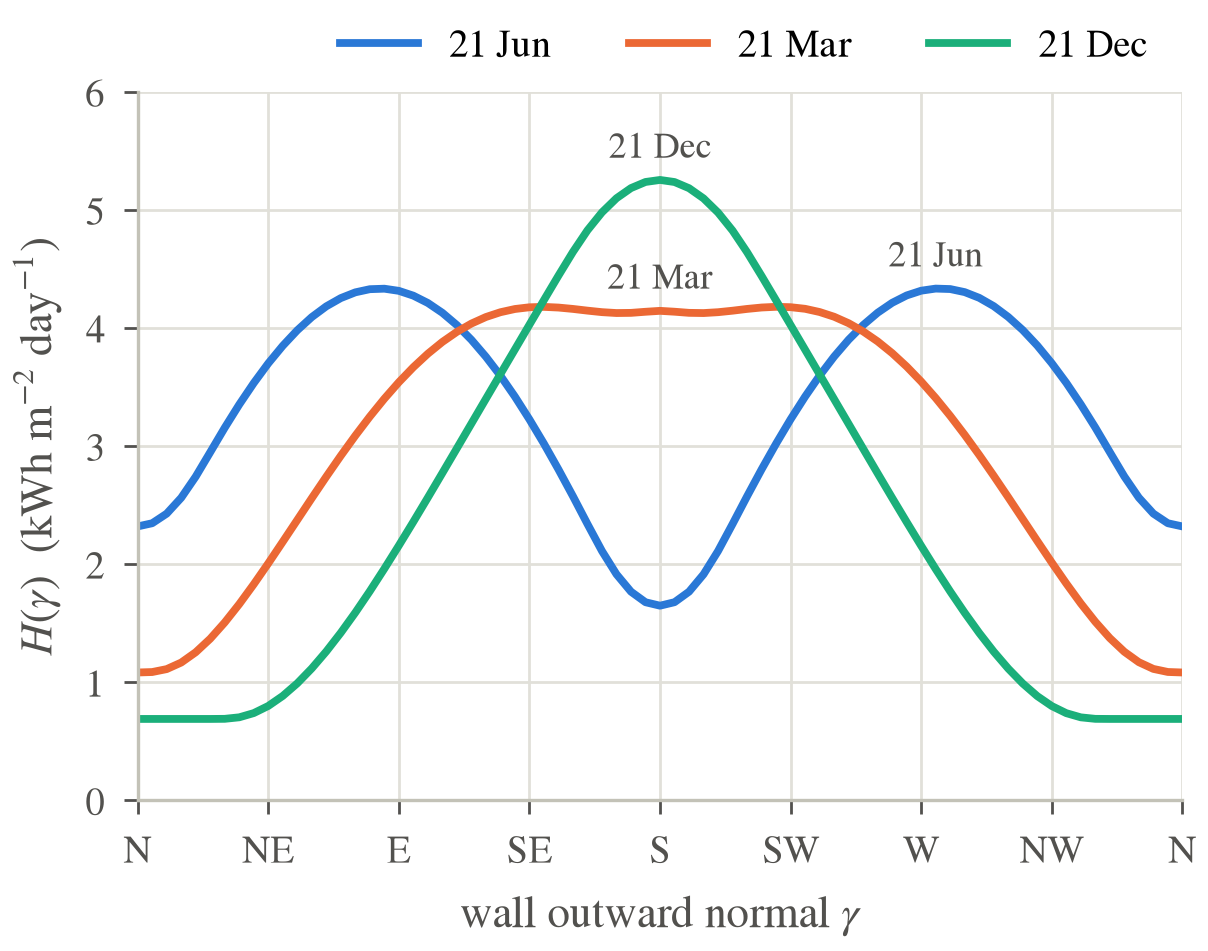 21 Jun 21 Mar 21 Dec
6
21 Dec
5
21 Jun
21 Mar
4
3
2
1
0
H(γ) (kWh m⁻² day⁻¹)
N NE E SE S SW W NW N
wall outward normal γ